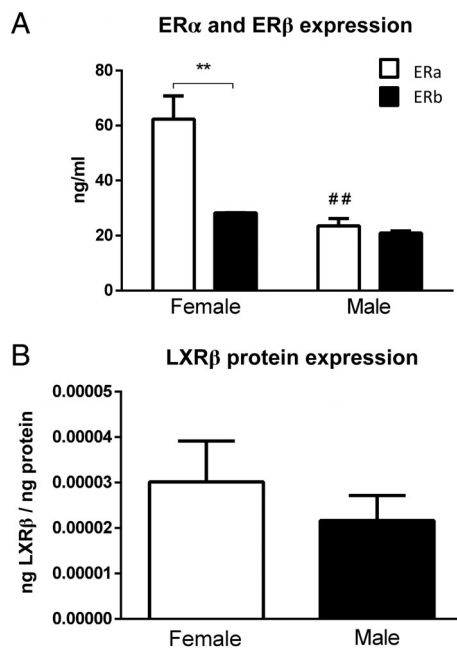 A
ERα and ERβ expression
80
60
40
20
0
ng/ml
**
##
ERa
ERb
Female
Male
B
LXRβ protein expression
0.00005
0.00004
0.00003
0.00002
0.00001
0.00000
ng LXRβ / ng protein
Female
Male